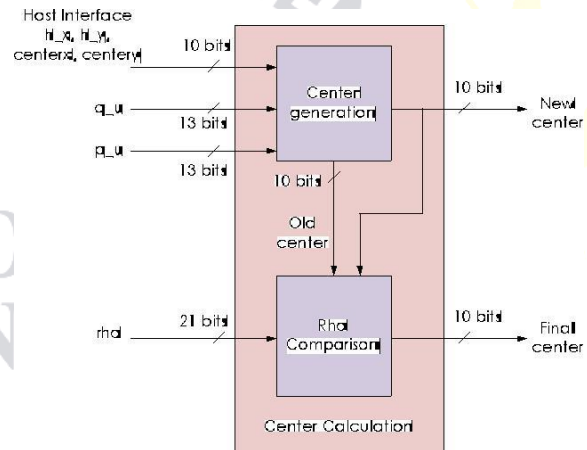 Host Interface
hi_x, hi_y,
centerx, centery
10 bits
Center
generation
10 bits
New
center
q_u
13 bits
p_u
13 bits
10 bits
Old
center
rho
21 bits
Rho
Comparison
10 bits
Final
center
Center Calculation